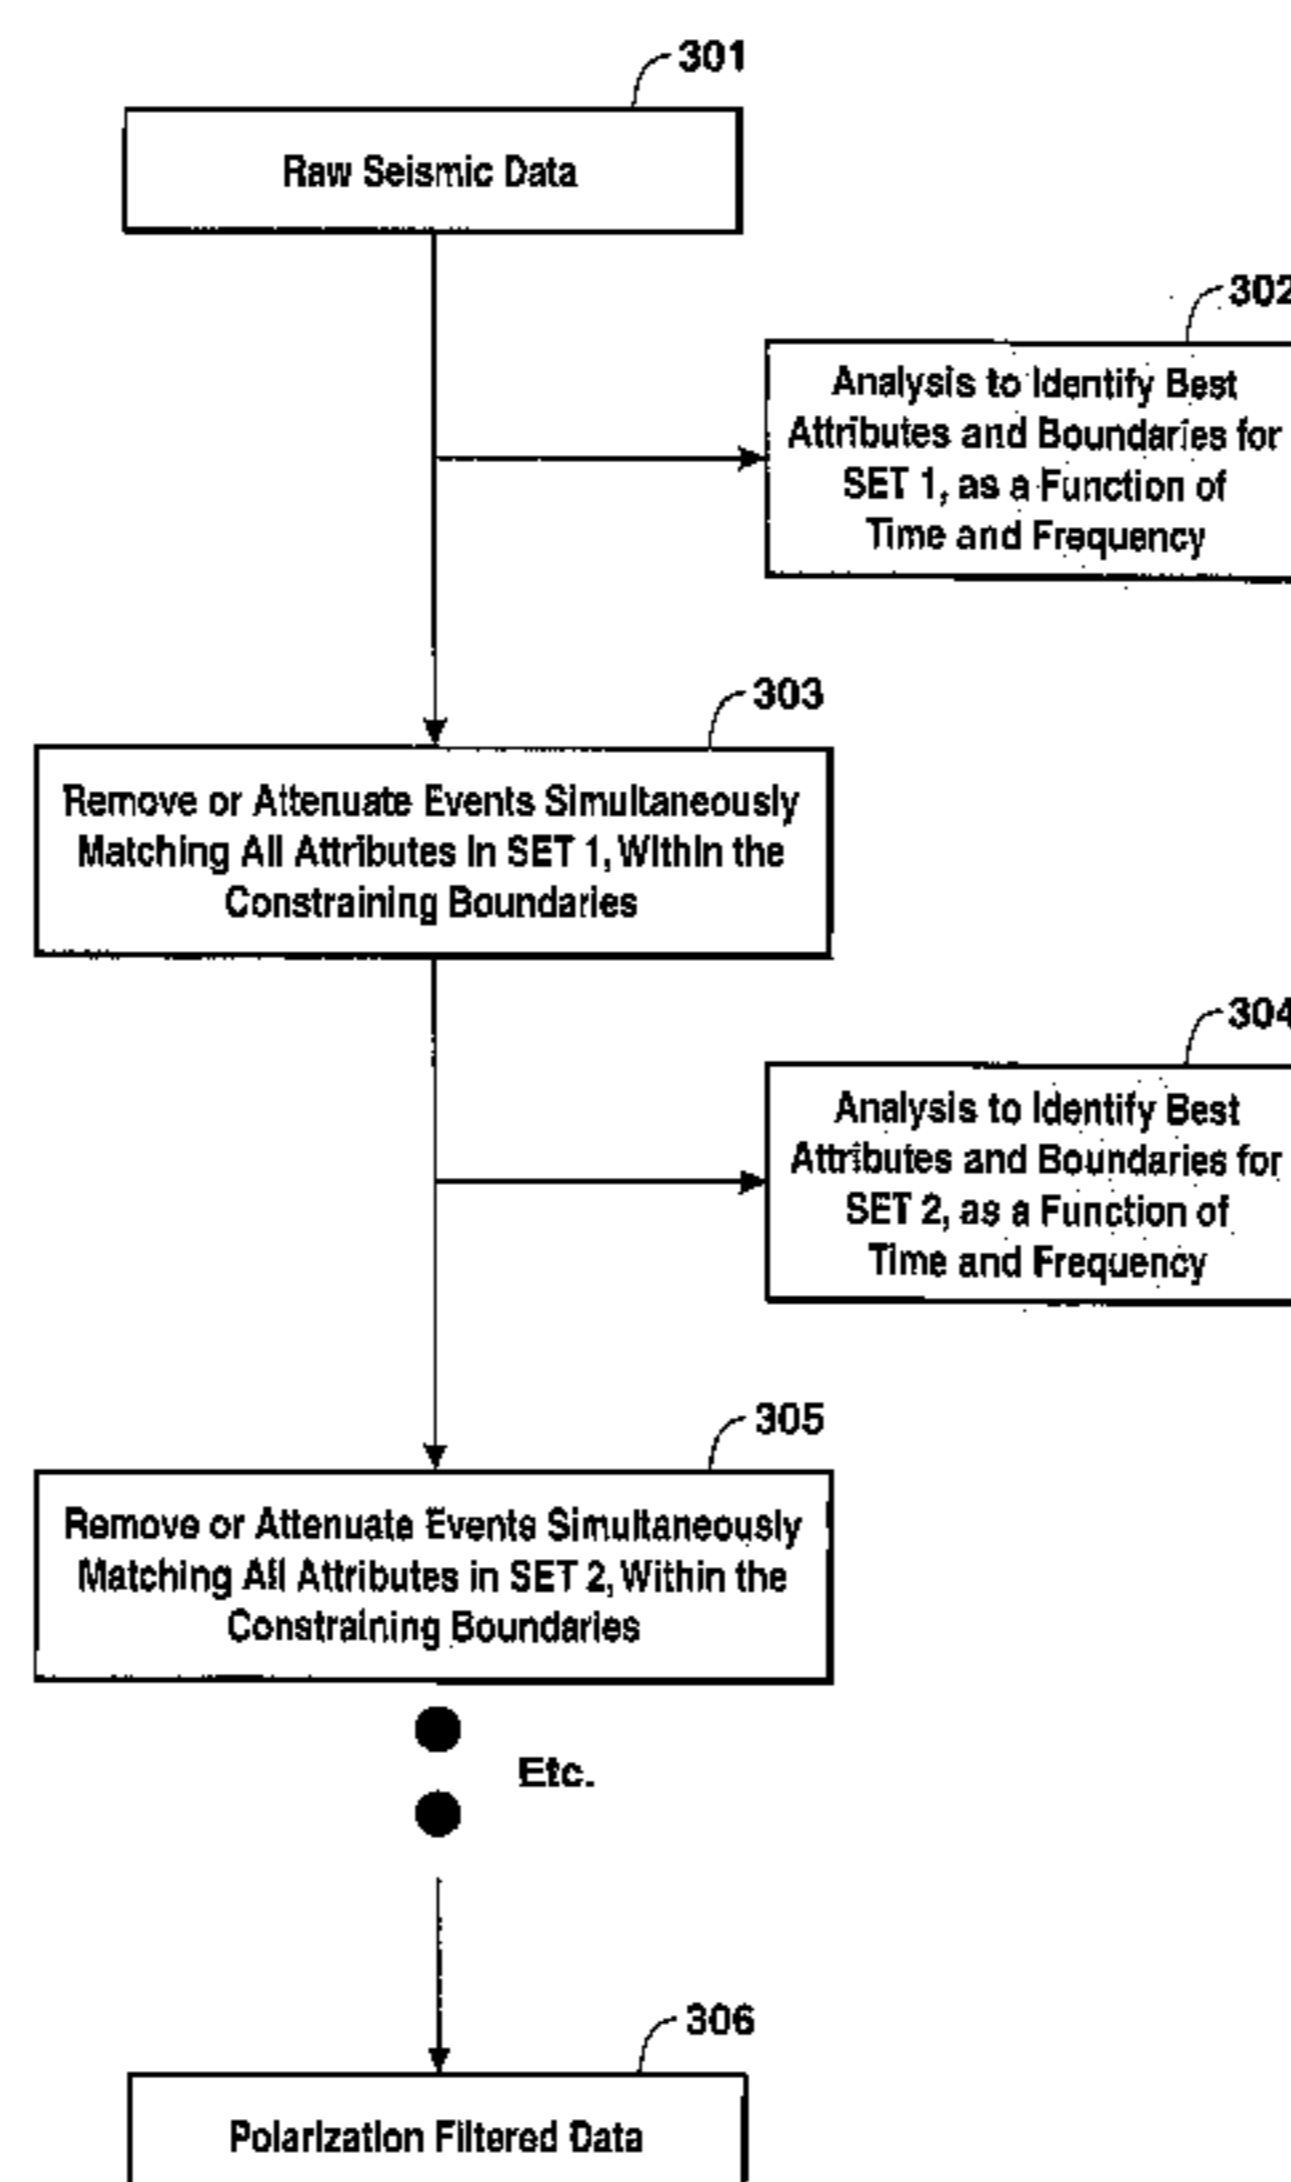 301
Raw Seismic Data
302
Analysis to Identify Best
Attributes and Boundaries for
SET 1, as a Function of
Time and Frequency
303
Remove or Attenuate Events Simultaneously
Matching All Attributes in SET 1, Within the
Constraining Boundaries
304
Analysis to Identify Best
Attributes and Boundaries for
SET 2, as a Function of
Time and Frequency
305
Remove or Attenuate Events Simultaneously
Matching All Attributes in SET 2, Within the
Constraining Boundaries
Etc.
306
Polarization Filtered Data